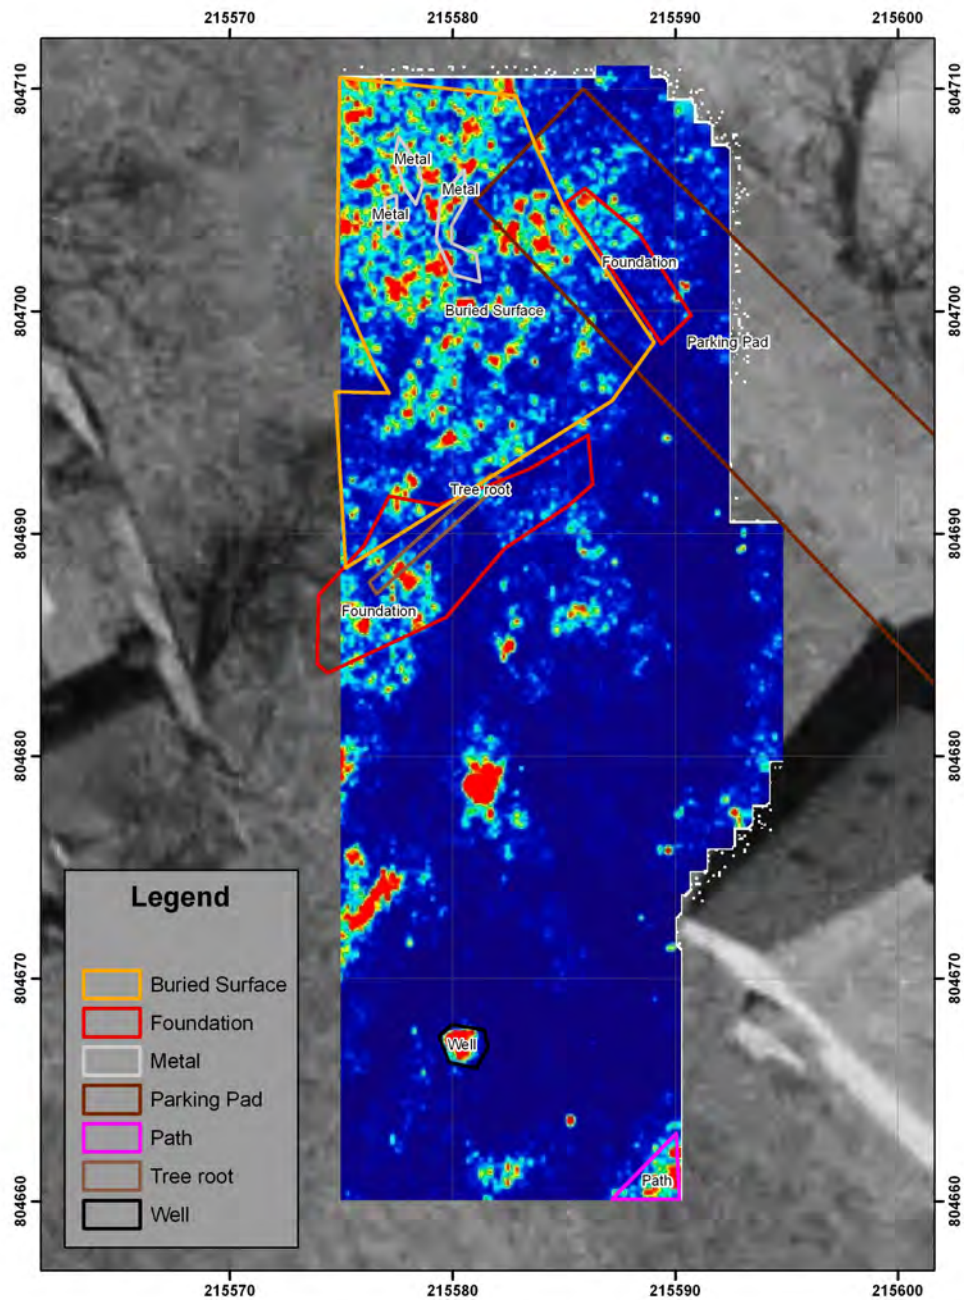 215570 215580 215590 215600
804710 804710
Metal
Metal
Metal
Foundation
804700 Buried Surface 804700
Parking Pad
Tree root
804690 804690
Foundation
804680 804680
Legend
Buried Surface
Foundation
Metal
Parking Pad
Path
Tree root
Well
804670 804670
Well
Path
804660 804660
215570 215580 215590 215600